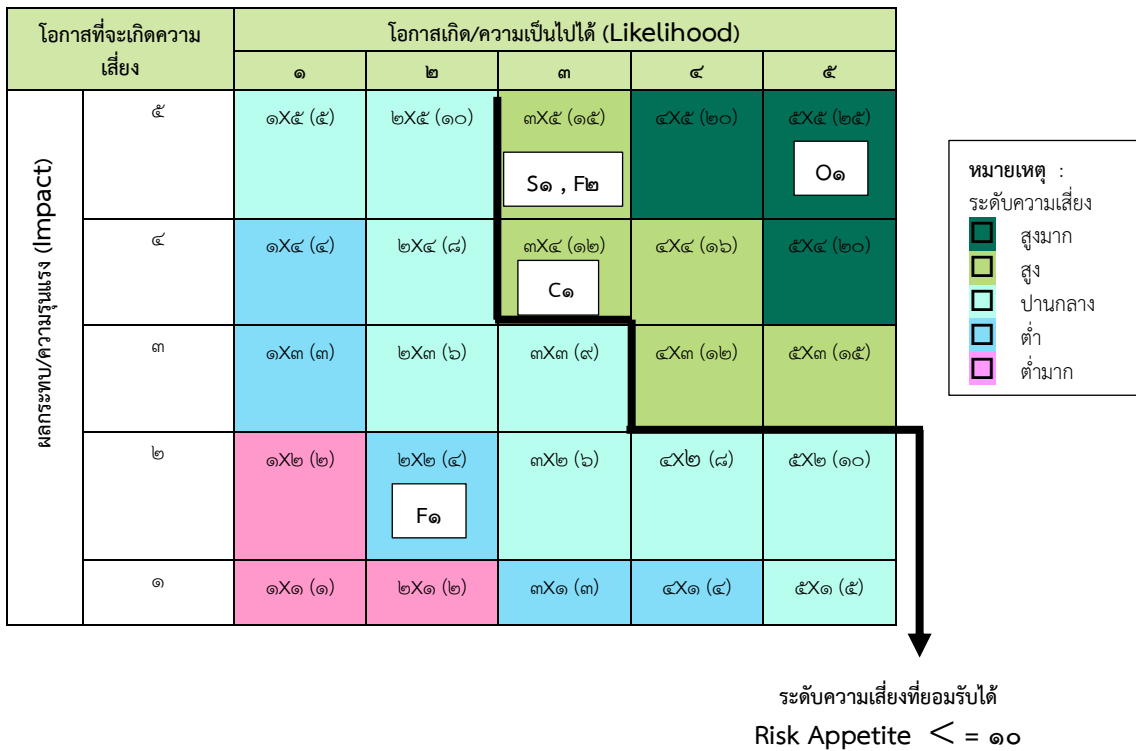 โอกาสที่จะเกิดความ
เสี่ยง
โอกาสเกิด/ความเป็นไปได้ (Likelihood)
๑ ๒ ๓ ๔ ๕
ผลกระทบ/ความรุนแรง (Impact)
๕ ๑X๕ (๕) ๒X๕ (๑๐) ๓X๕ (๑๕) ๔X๕ (๒๐) ๕X๕ (๒๕)
S๑ , F๒ O๑
๔ ๑X๔ (๔) ๒X๔ (๘) ๓X๔ (๑๒) ๔X๔ (๑๖) ๕X๔ (๒๐)
C๑
๓ ๑X๓ (๓) ๒X๓ (๖) ๓X๓ (๙) ๔X๓ (๑๒) ๕X๓ (๑๕)
๒ ๑X๒ (๒) ๒X๒ (๔) ๓X๒ (๖) ๔X๒ (๘) ๕X๒ (๑๐)
F๑
๑ ๑X๑ (๑) ๒X๑ (๒) ๓X๑ (๓) ๔X๑ (๔) ๕X๑ (๕)
หมายเหตุ :
ระดับความเสี่ยง
สูงมาก
สูง
ปานกลาง
ต่ำ
ต่ำมาก
ระดับความเสี่ยงที่ยอมรับได้
Risk Appetite < = ๑๐